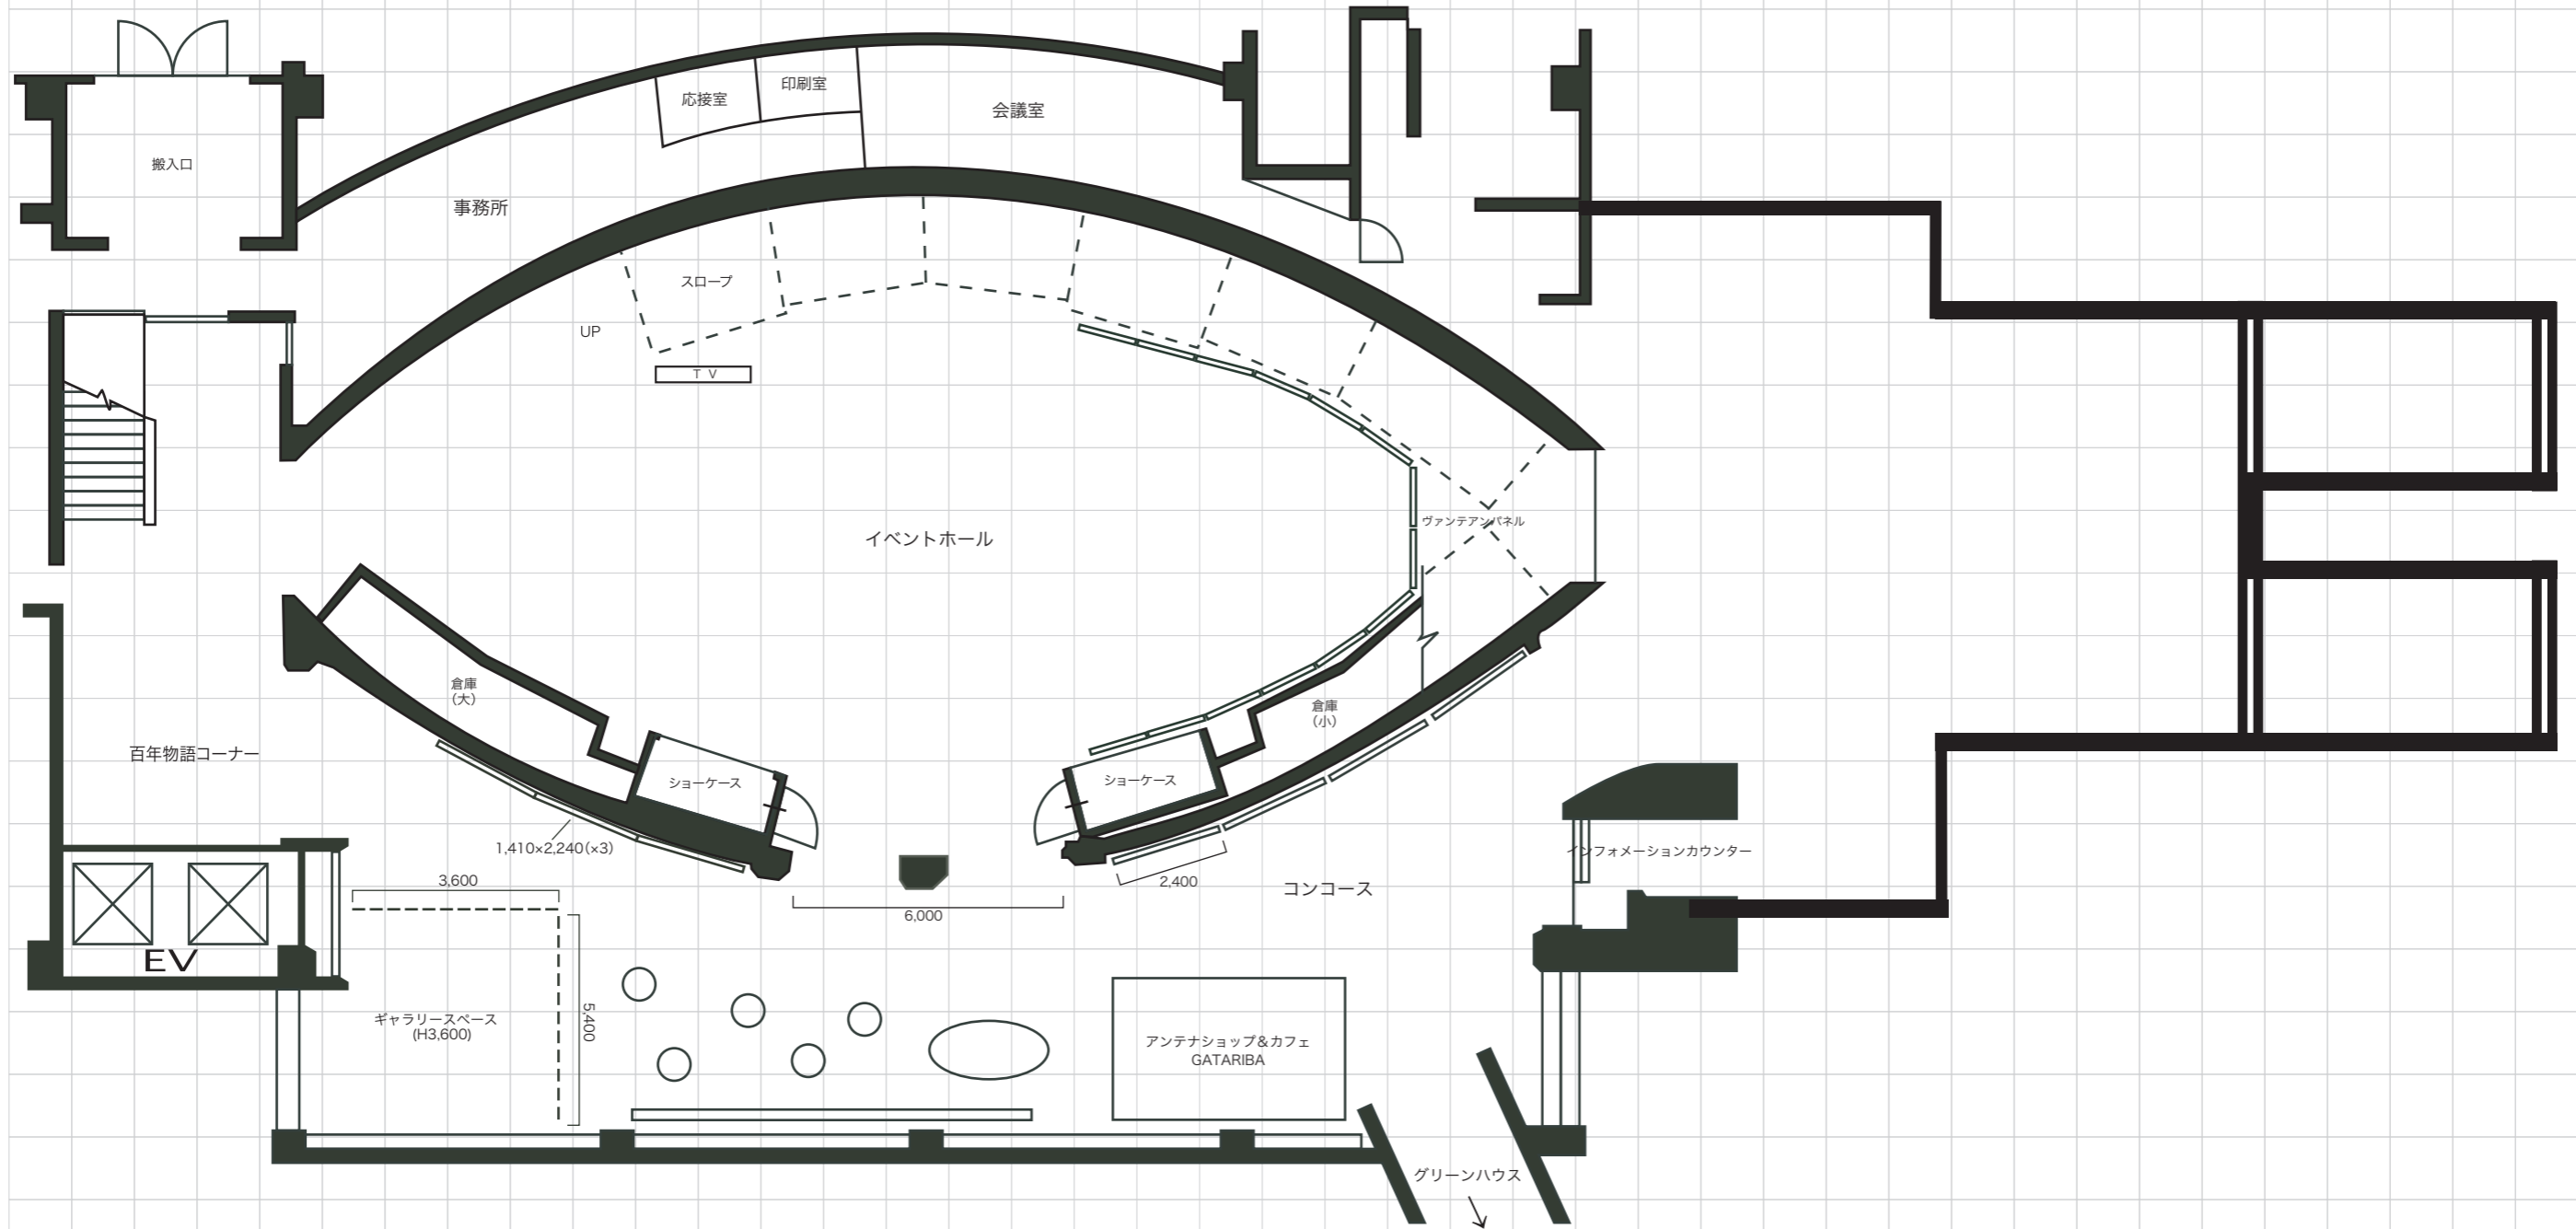 印刷室
応接室
会議室
搬入口
事務所
スロープ
UP
TV
ヴァンテアンパネル
イベントホール
倉庫
(大)
倉庫
(小)
百年物語コーナー
ショーケース
ショーケース
1,410×2,240(×3)
インフォメーションカウンター
3,600
2,400
コンコース
6,000
EV
ギャラリースペース
(H3,600)
5,400
アンテナショップ&カフェ
GATARIBA
グリーンハウス